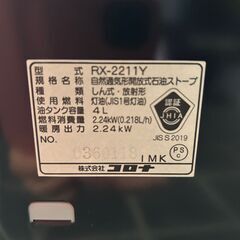 型式 RX-2211Y
規格名称 自然通気形開放式石油ストーブ
種類 しん式・放射形
使用燃料 灯油(JIS1号灯油)
油タンク容量 4L
燃料消費量 2.24kW(0.218L/h)
暖房出力 2.24kW
NO.
IMK
認証
JHIA
JIS S 2019
PS
C
株式会社 コロナ